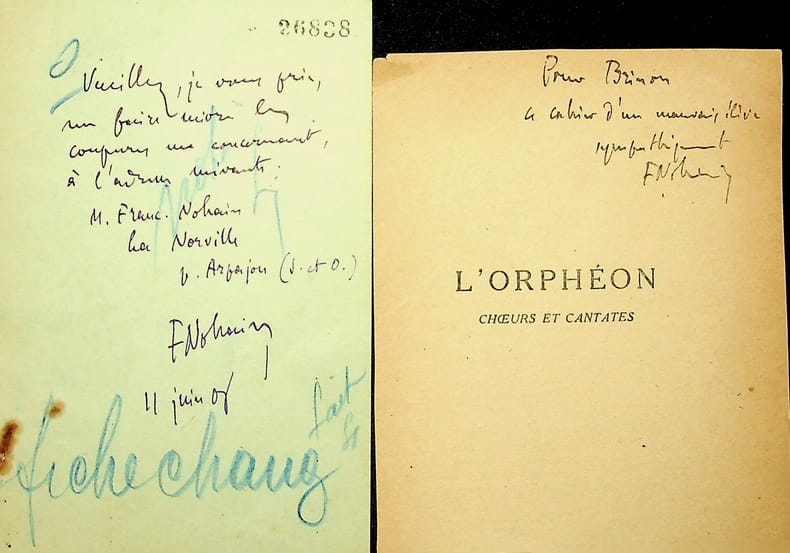 26838
Veuillez, je vous prie,
me faire suivre les
coupures me concernant,
à l'adresse suivante:
M. Franc-Nohain
La Norville
p. Arpajon (S. et O.)
FNohain
11 juin 08
fait
fiche chang
Pour Brinon
ce cahier d'un mauvais élève
sympathiquement
FNohain
L'ORPHÉON
CHŒURS ET CANTATES